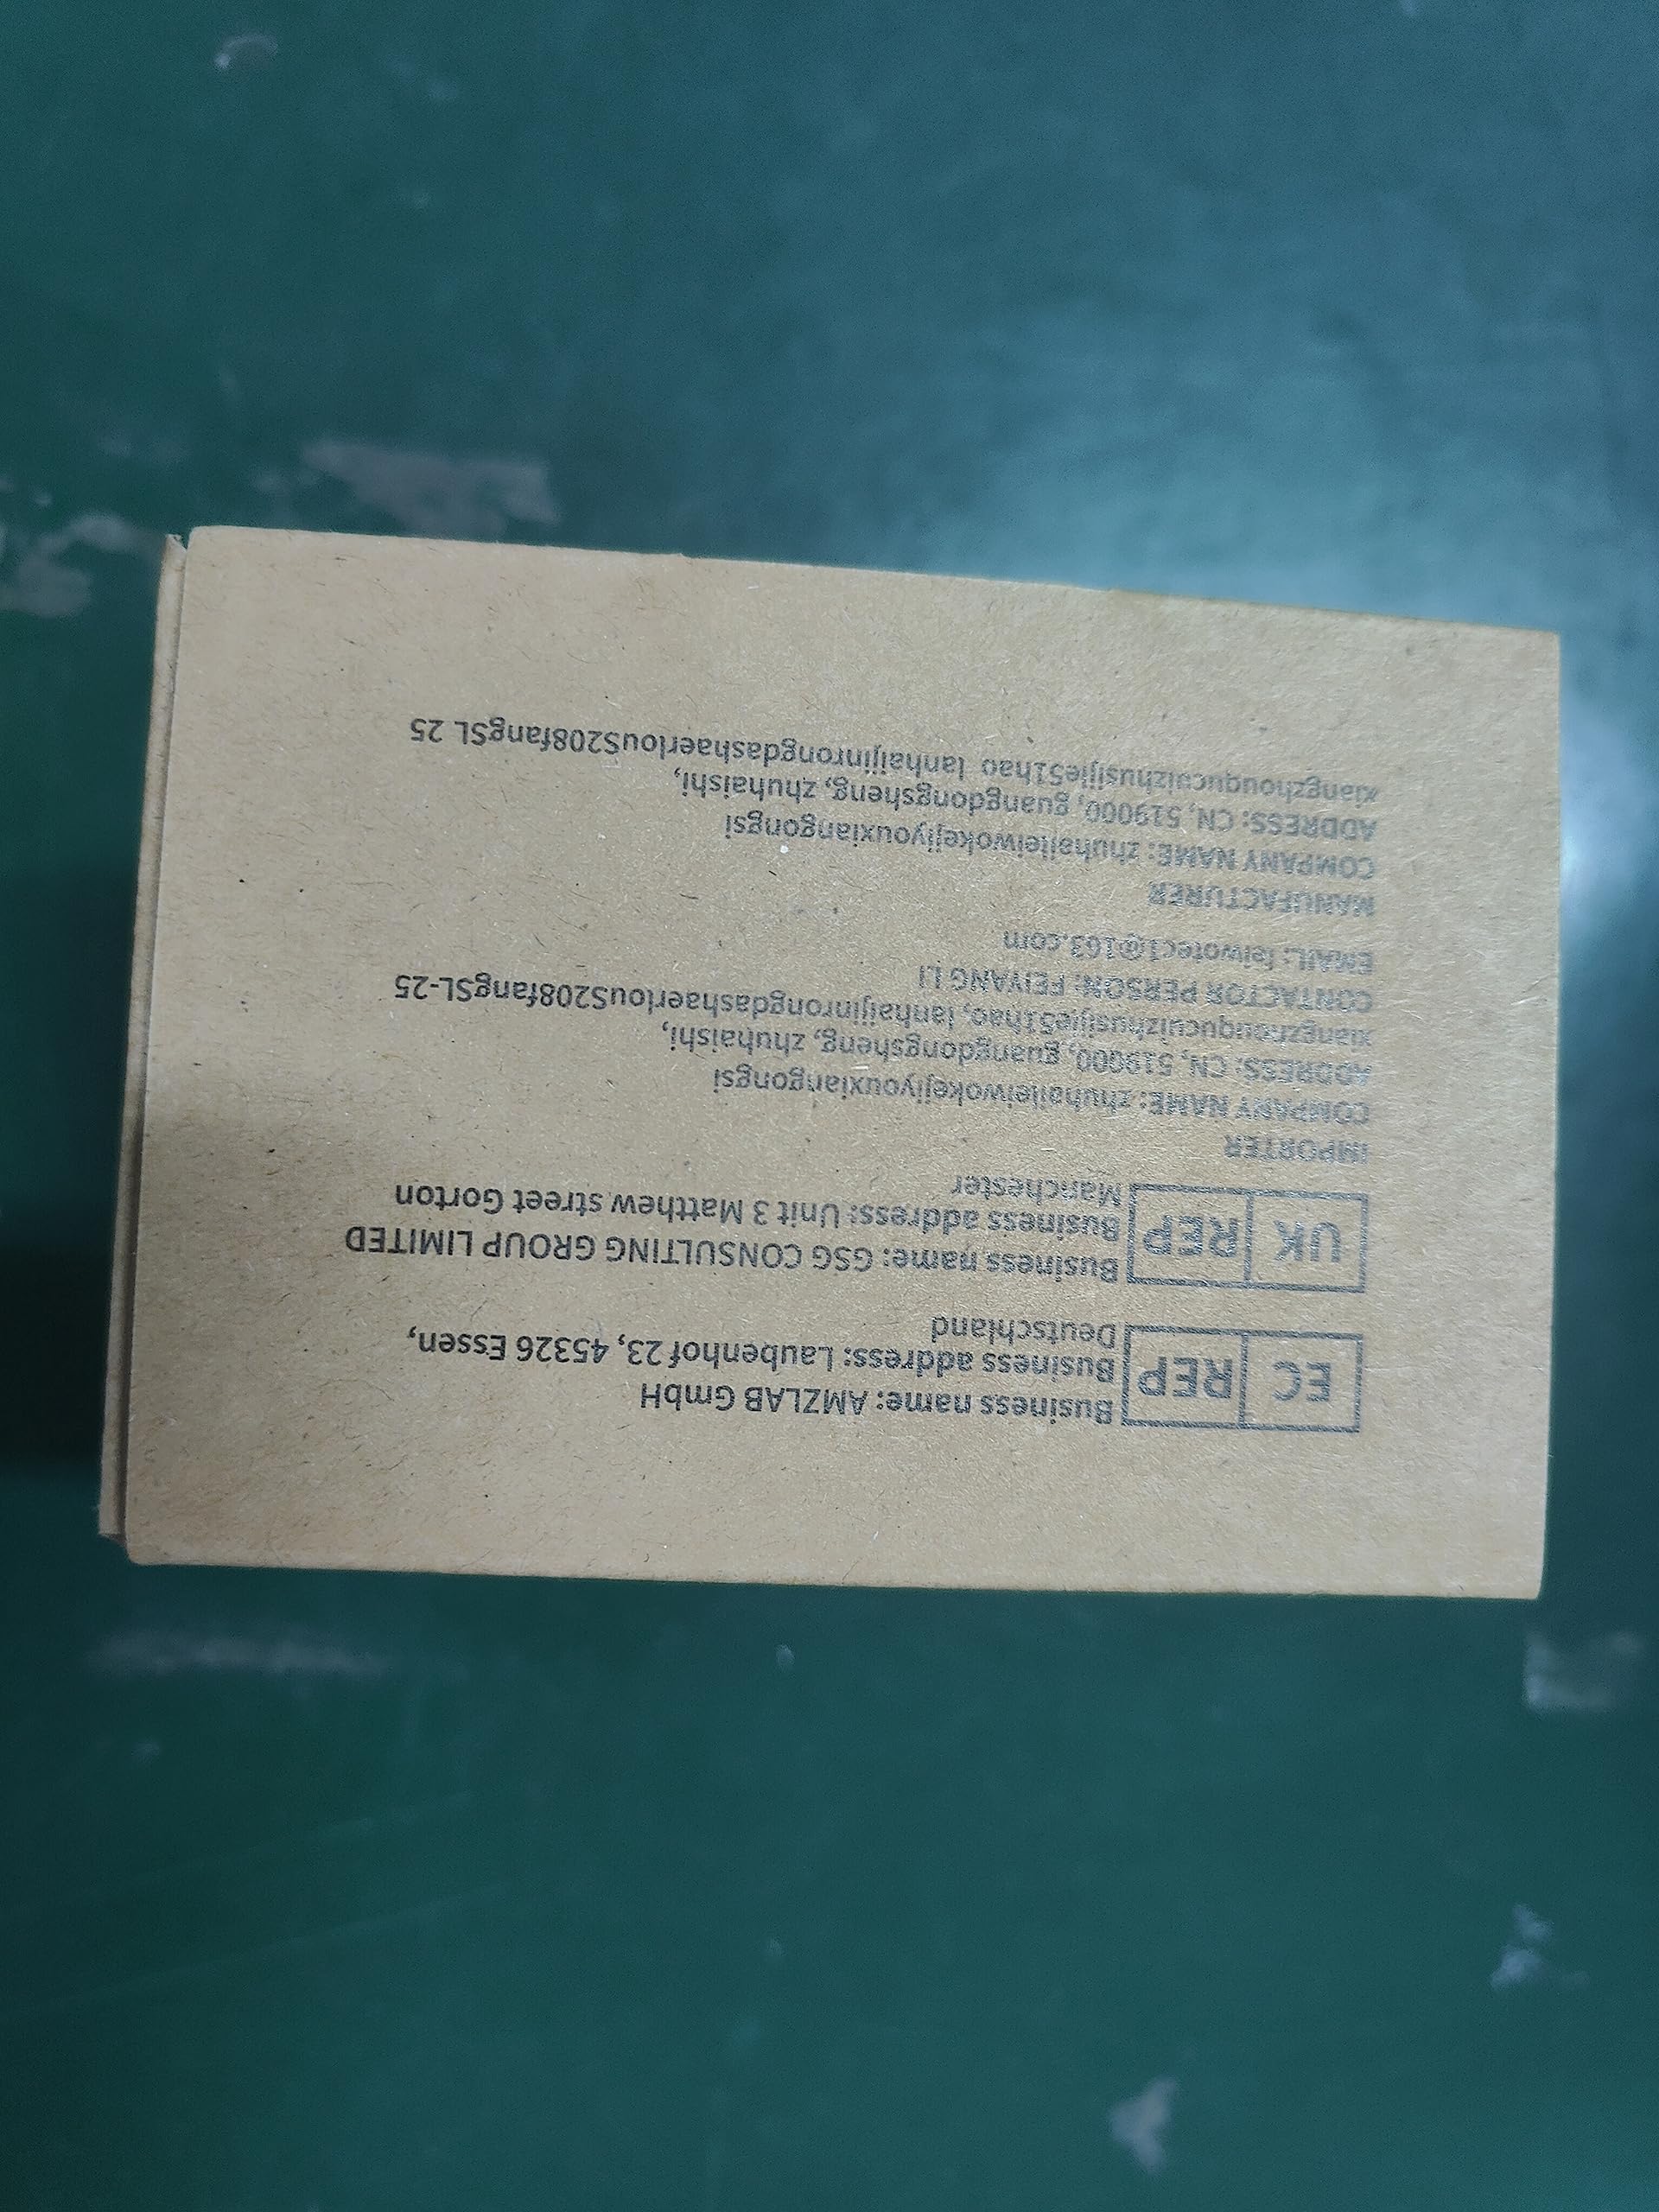 EC REP
Business name: AMZLAB GmbH
Business address: Laubenhof 23, 45326 Essen,
Deutschland
UK REP
Business name: GSG CONSULTING GROUP LIMITED
Business address: Unit 3 Matthew street Gorton
Manchester
IMPORTER
COMPANY NAME: zhuhaileiwokejiyouxiangongsi
ADDRESS: CN, 519000, guangdongsheng, zhuhaishi,
xiangzhouqucuizhusijie51hao, lanhaijinrongdashaerlouS208fangSL-25
CONTACTOR PERSON: FEIYANG LI
EMAIL: leiwotec1@163.com
MANUFACTURER
COMPANY NAME: zhuhaileiwokejiyouxiangongsi
ADDRESS: CN, 519000, guangdongsheng, zhuhaishi,
xiangzhouqucuizhusijie51hao lanhaijinrongdashaerlouS208fangSL 25